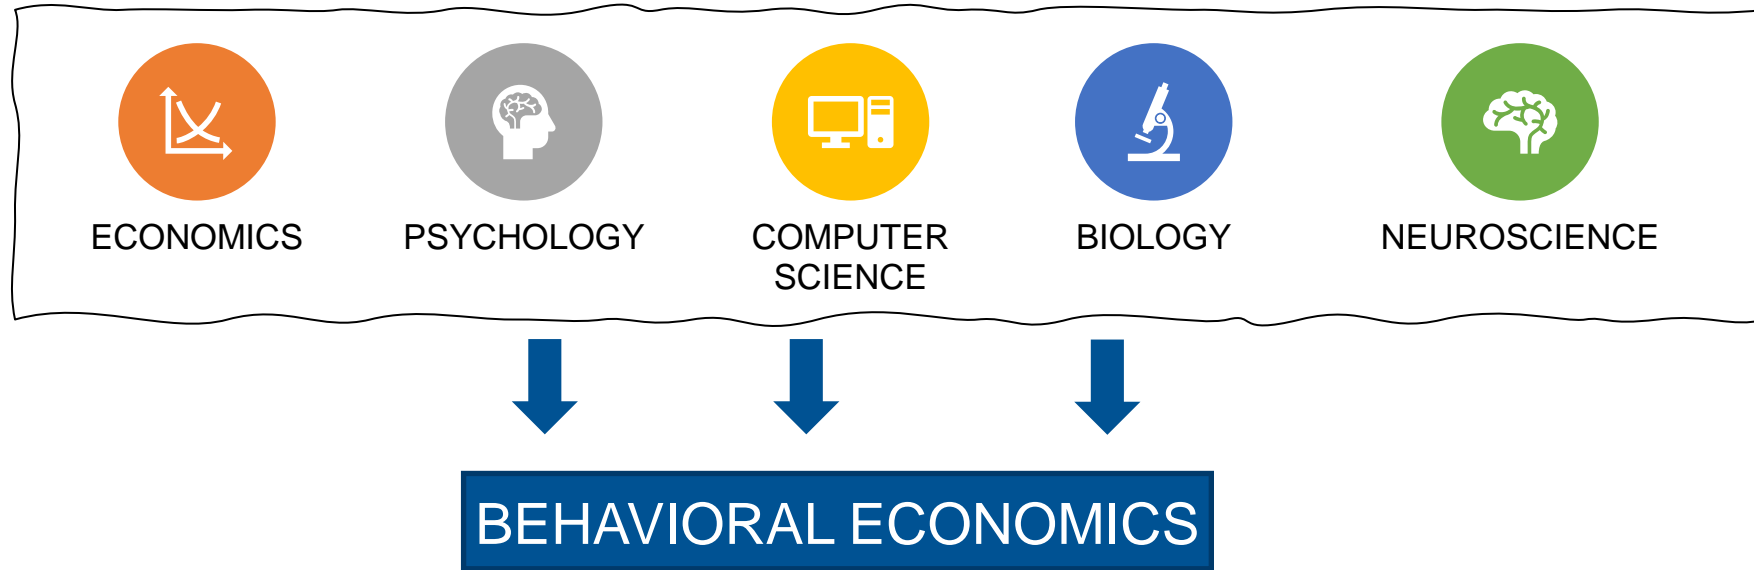 ECONOMICS
PSYCHOLOGY
COMPUTER
SCIENCE
BIOLOGY
NEUROSCIENCE
BEHAVIORAL ECONOMICS